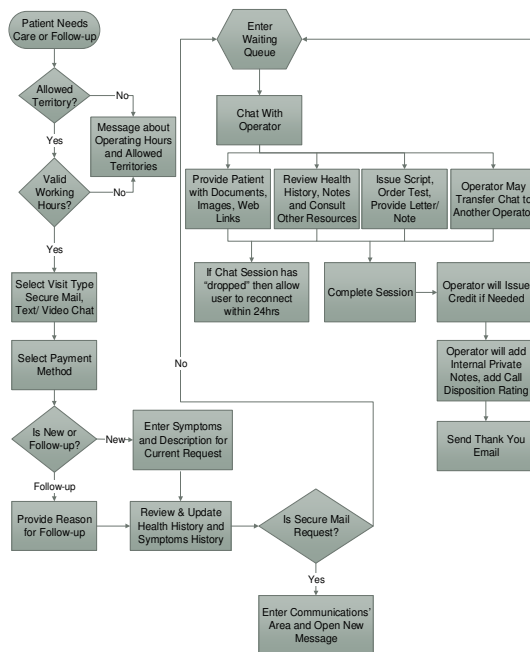 Patient Needs
Care or Follow-up
Allowed
Territory?
No
Yes
Message about
Operating Hours
and Allowed
Territories
Valid
Working
Hours?
No
Yes
Select Visit Type
Secure Mail,
Text/ Video Chat
Select Payment
Method
Is New or
Follow-up?
New
Follow-up
Enter Symptoms
and Description for
Current Request
Provide Reason
for Follow-up
Review & Update
Health History and
Symptoms History
Is Secure Mail
Request?
No
Yes
Enter Communications’
Area and Open New
Message
Enter
Waiting
Queue
Chat With
Operator
Provide Patient
with Documents,
Images, Web
Links
Review Health
History, Notes
and Consult
Other Resources
Issue Script,
Order Test,
Provide Letter/
Note
Operator May
Transfer Chat to
Another Operator
If Chat Session has
“dropped” then allow
user to reconnect
within 24hrs
Complete Session
Operator will Issue
Credit if Needed
Operator will add
Internal Private
Notes, add Call
Disposition Rating
Send Thank You
Email